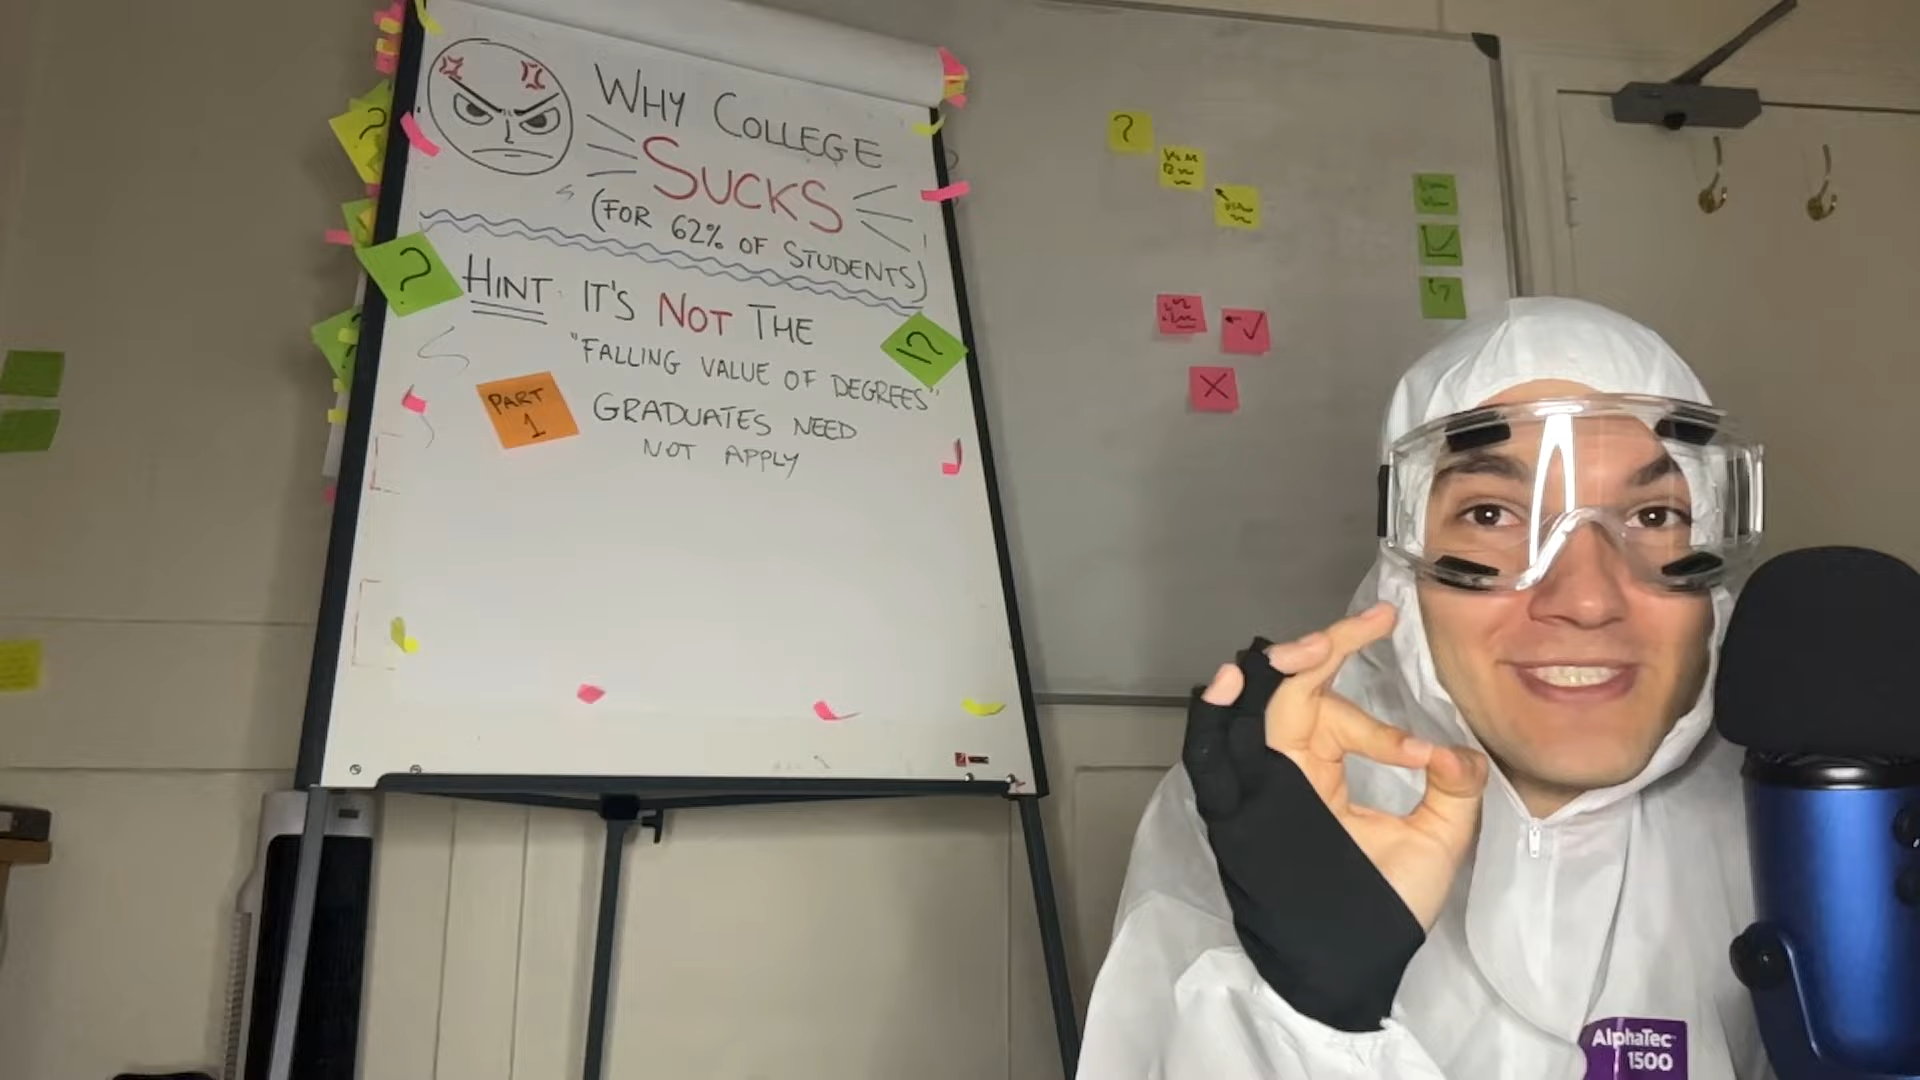 WHY COLLEGE
SUCKS
(FOR 62% OF STUDENTS)
HINT: IT'S NOT THE
"FALLING VALUE OF DEGREES"
PART
1
GRADUATES NEED
NOT APPLY
?
!?
?
?
AlphaTec
1500